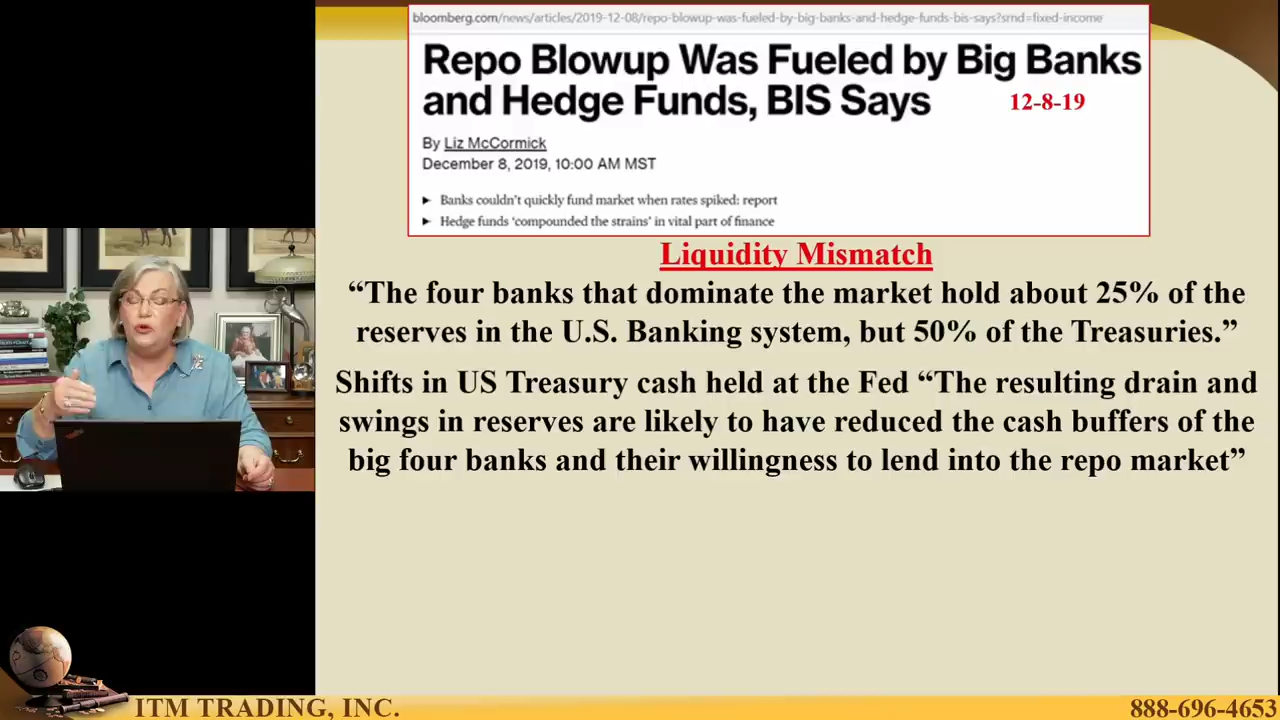 bloomberg.com/news/articles/2019-12-08/repo-blowup-was-fueled-by-big-banks-and-hedge-funds-bis-says?srnd=fixed-income
Repo Blowup Was Fueled by Big Banks
and Hedge Funds, BIS Says
12-8-19
By Liz McCormick
December 8, 2019, 10:00 AM MST
► Banks couldn't quickly fund market when rates spiked: report
► Hedge funds 'compounded the strains' in vital part of finance
Liquidity Mismatch
“The four banks that dominate the market hold about 25% of the
reserves in the U.S. Banking system, but 50% of the Treasuries.”
Shifts in US Treasury cash held at the Fed “The resulting drain and
swings in reserves are likely to have reduced the cash buffers of the
big four banks and their willingness to lend into the repo market”
ITM TRADING, INC.
888-696-4653